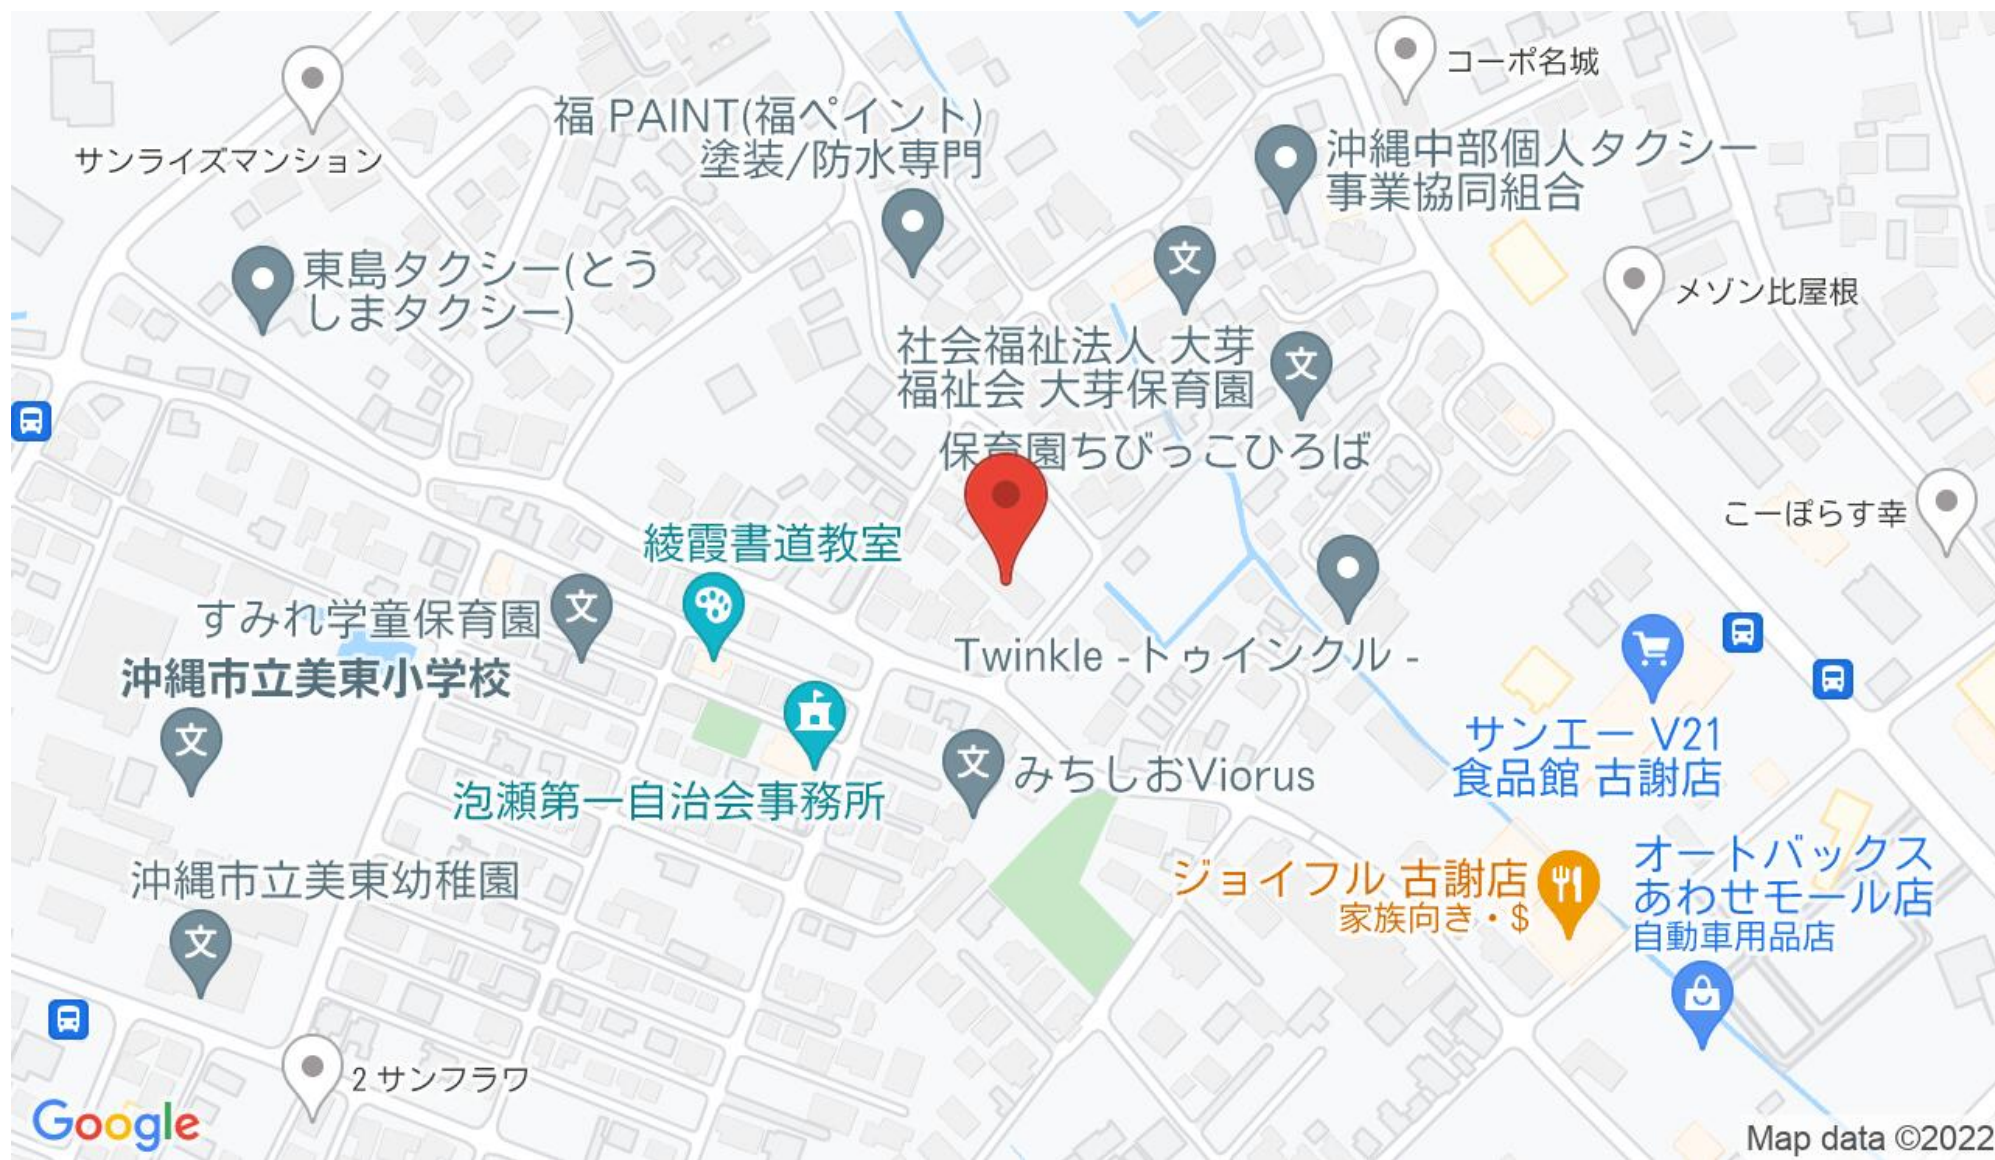 コーポ名城
福 PAINT(福ペイント)
塗装/防水専門
サンライズマンション
沖縄中部個人タクシー
事業協同組合
東島タクシー(とう
しまタクシー)
メゾン比屋根
社会福祉法人 大芽
福祉会 大芽保育園
保育園ちびっこひろば
こーぽらす幸
綾霞書道教室
すみれ学童保育園
Twinkle -トゥインクル -
沖縄市立美東小学校
サンエー V21
食品館 古謝店
みちしおViorus
泡瀬第一自治会事務所
沖縄市立美東幼稚園
ジョイフル 古謝店
家族向き・$
オートバックス
あわせモール店
自動車用品店
2 サンフラワ
Google
Map data ©2022